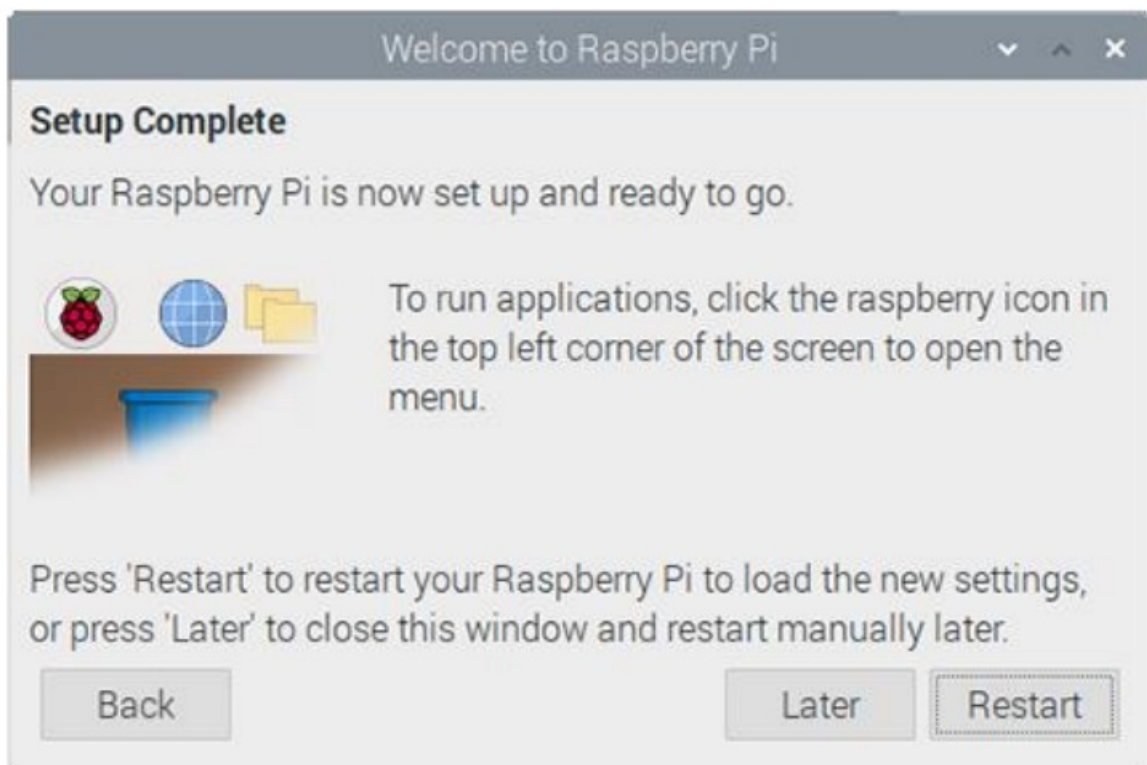 Welcome to Raspberry Pi
Setup Complete
Your Raspberry Pi is now set up and ready to go.
To run applications, click the raspberry icon in
the top left corner of the screen to open the
menu.
Press 'Restart' to restart your Raspberry Pi to load the new settings,
or press 'Later' to close this window and restart manually later.
Back
Later
Restart